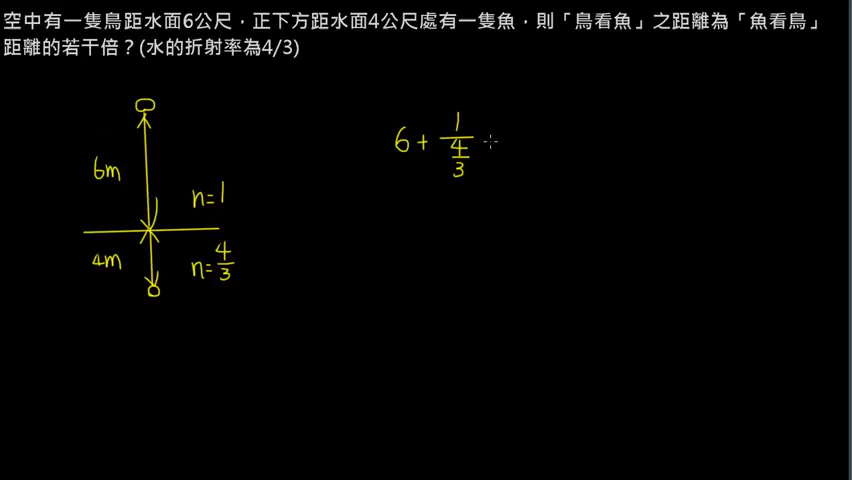 空中有一隻鳥距水面6公尺，正下方距水面4公尺處有一隻魚，則「鳥看魚」之距離為「魚看鳥」
距離的若干倍？(水的折射率為4/3)
6 + 1/(4/3)
6m
n=1
4m
n=4/3